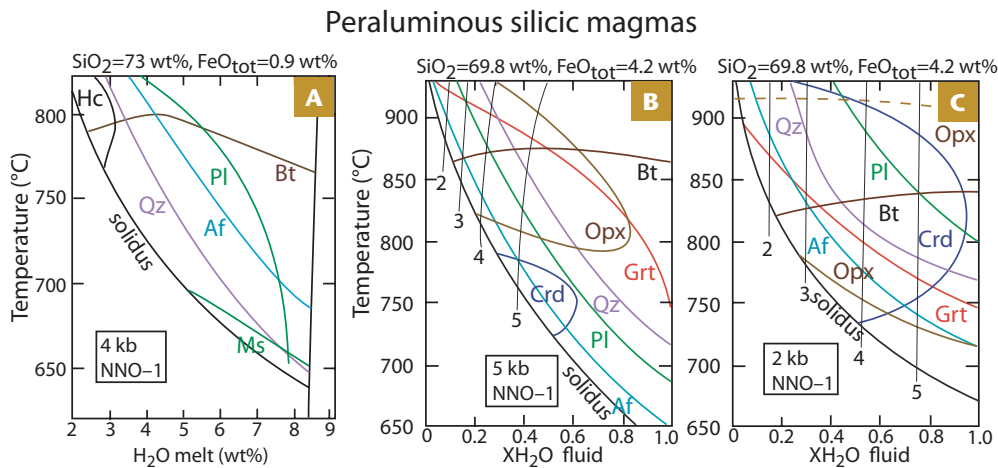 Peraluminous silicic magmas
SiO2=73 wt%, FeOtot=0.9 wt%
A
Hc
Bt
Pl
Af
Qz
solidus
Ms
4 kb
NNO–1
800
750
700
650
Temperature (°C)
2 3 4 5 6 7 8 9
H2O melt (wt%)
SiO2=69.8 wt%, FeOtot=4.2 wt%
B
Bt
2
3
Opx
4
Grt
Crd
Qz
5
Pl
5 kb
NNO–1
solidus
Af
900
850
800
750
700
650
Temperature (°C)
0 0.2 0.4 0.6 0.8 1.0
XH2O fluid
SiO2=69.8 wt%, FeOtot=4.2 wt%
C
Qz
Opx
Pl
Bt
2
Af
Crd
Opx
3
solidus
Grt
4
5
2 kb
NNO–1
900
850
800
750
700
650
Temperature (°C)
0 0.2 0.4 0.6 0.8 1.0
XH2O fluid